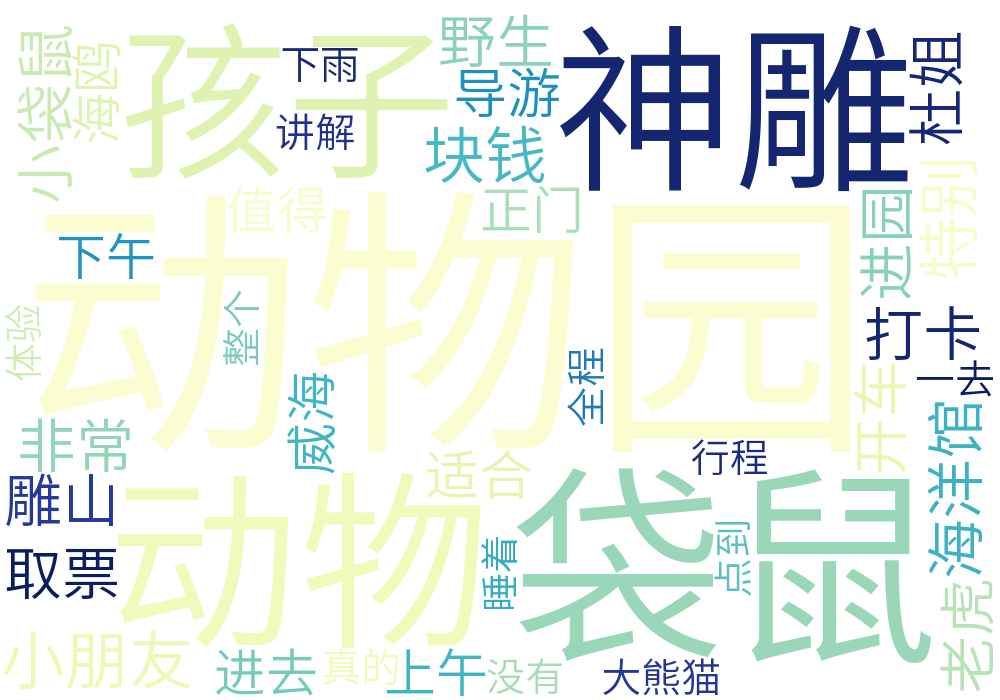 小袋鼠
海鸥
孩子
下雨
讲解
野生
导游
块钱
神雕
杜姐
值得
正门
进园
特别
下午
动物园
整个
体验
打卡
一去
威海
全程
开车
海洋馆
非常
适合
行程
雕山
动物
袋鼠
睡着
点到
取票
老虎
小朋友
进去
真的
上午
没有
大熊猫